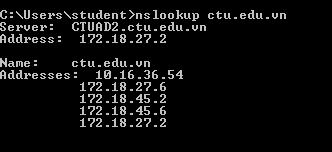 C:\Users\student>nslookup ctu.edu.vn
Server:  CTUAD2.ctu.edu.vn
Address:  172.18.27.2
Name:    ctu.edu.vn
Addresses:  10.16.36.54
172.18.27.6
172.18.45.2
172.18.45.6
172.18.27.2